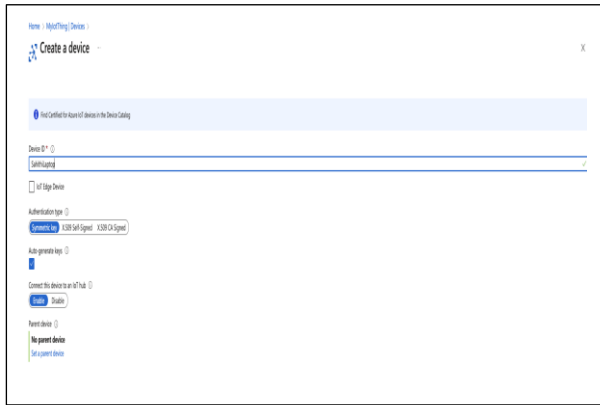 Home > MyIotThing | Devices >
Create a device ...
Find Certified for Azure IoT devices in the Device Catalog
Device ID * 
SahithiLaptop
IoT Edge Device
Authentication type
Symmetric key X.509 Self-Signed X.509 CA Signed
Auto-generate keys
Connect this device to an IoT hub
Enable Disable
Parent device
No parent device
Set a parent device